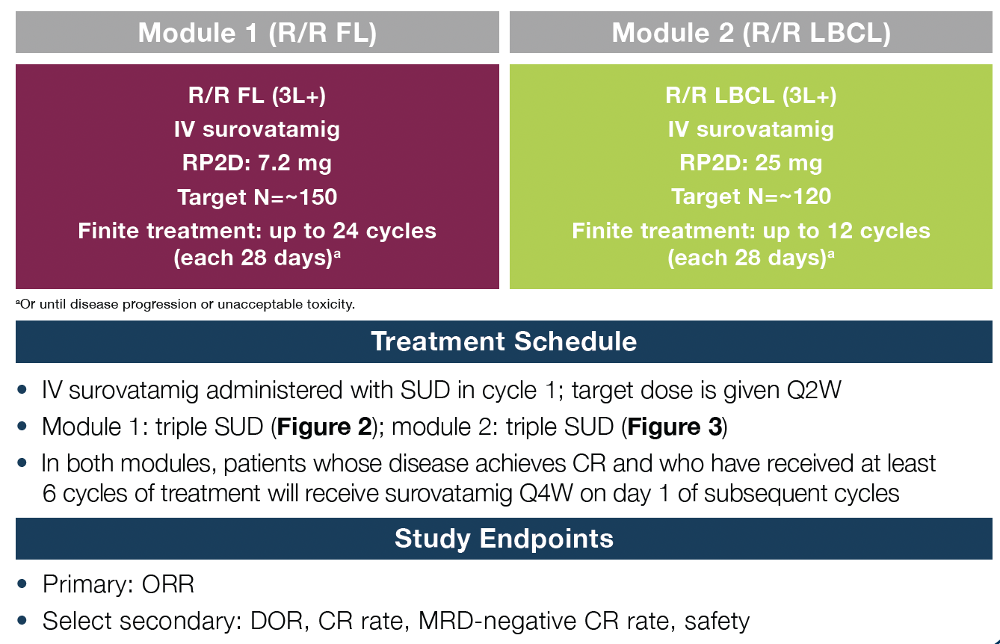 Module 1 (R/R FL)
R/R FL (3L+)
IV surovatamig
RP2D: 7.2 mg
Target N=~150
Finite treatment: up to 24 cycles
(each 28 days)ᵃ
Module 2 (R/R LBCL)
R/R LBCL (3L+)
IV surovatamig
RP2D: 25 mg
Target N=~120
Finite treatment: up to 12 cycles
(each 28 days)ᵃ
ᵃOr until disease progression or unacceptable toxicity.
Treatment Schedule
• IV surovatamig administered with SUD in cycle 1; target dose is given Q2W
• Module 1: triple SUD (Figure 2); module 2: triple SUD (Figure 3)
• In both modules, patients whose disease achieves CR and who have received at least
6 cycles of treatment will receive surovatamig Q4W on day 1 of subsequent cycles
Study Endpoints
• Primary: ORR
• Select secondary: DOR, CR rate, MRD-negative CR rate, safety